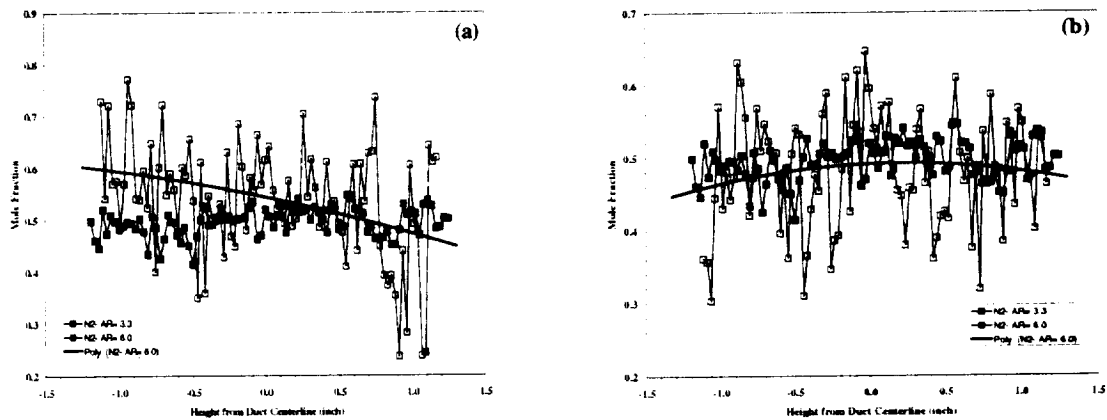 0.9
0.8
0.7
0.6
0.5
0.4
0.3
0.2
Mole Fraction
(a)
N2- AR= 3.3
N2- AR= 6.0
Poly (N2- AR= 6.0)
-1.5
-1.0
-0.5
0.0
0.5
1.0
1.5
Height from Duct Centerline (inch)
0.7
0.6
0.5
0.4
0.3
0.2
Mole Fraction
(b)
N2- AR= 3.3
N2- AR= 6.0
Poly (N2- AR= 6.0)
-1.5
-1.0
-0.5
0.0
0.5
1.0
1.5
Height from Duct Centerline (inch)